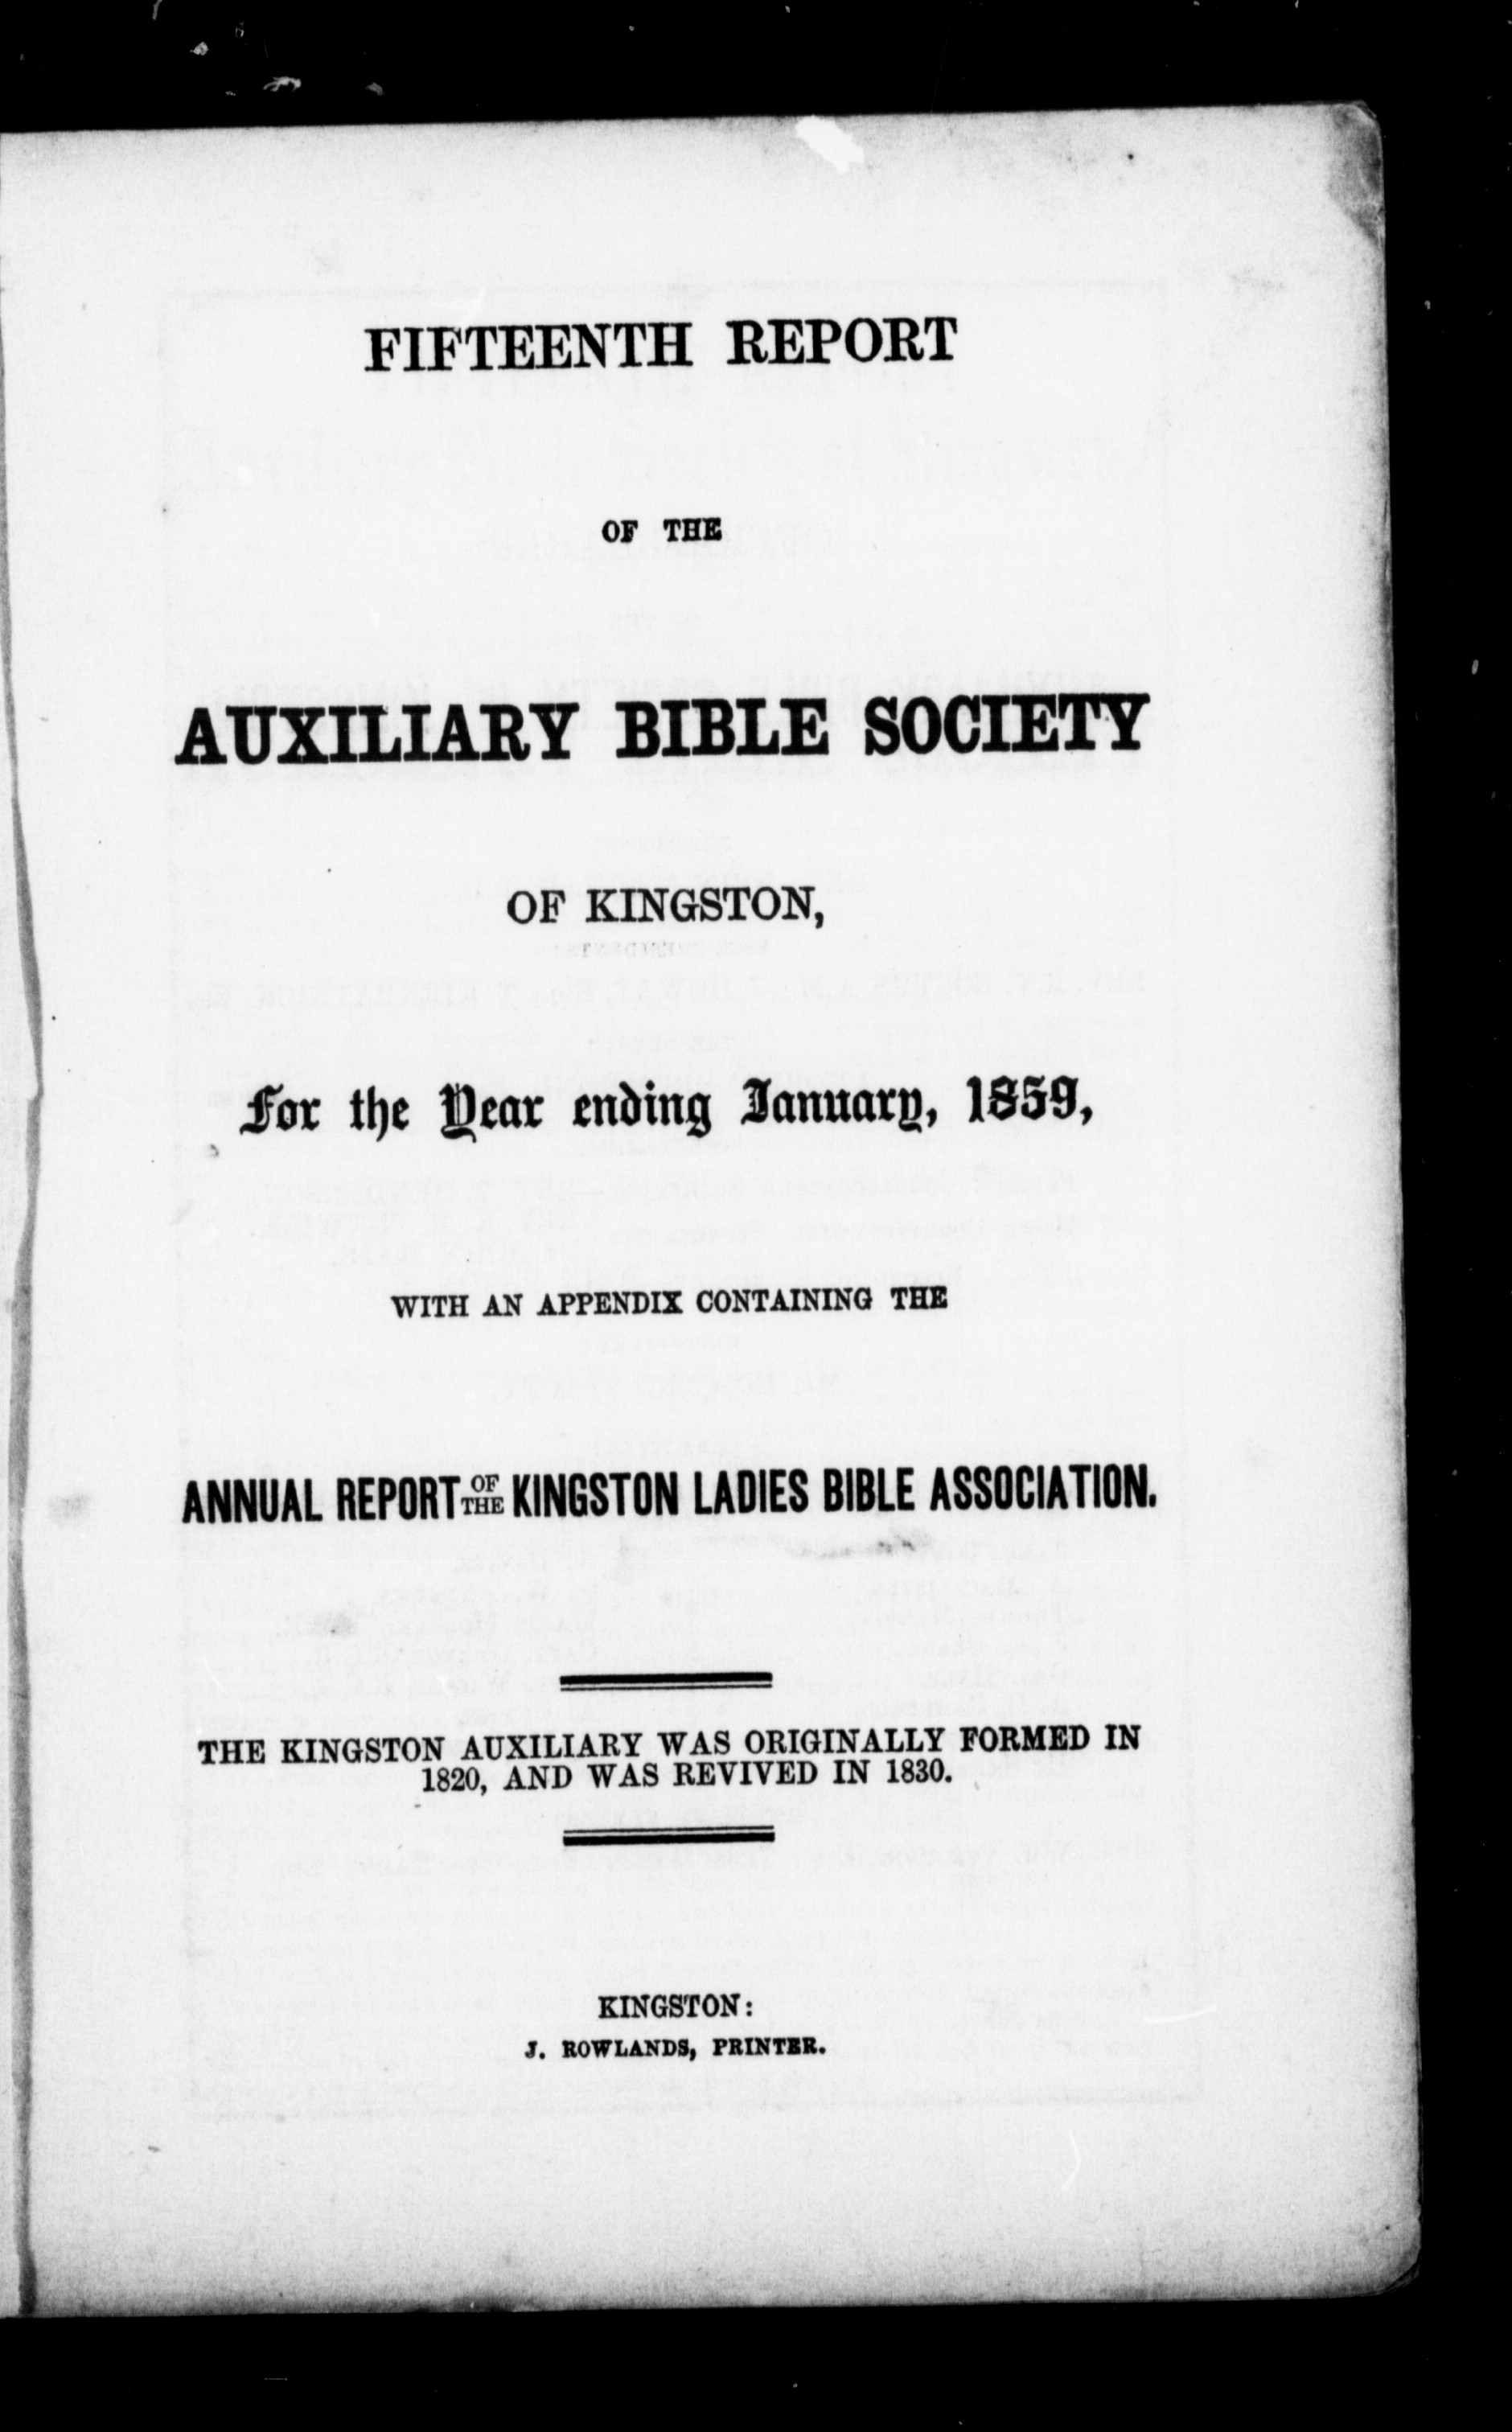 FIFTEENTH REPORT
OF THE
AUXILIARY BIBLE SOCIETY
OF KINGSTON,
For the Year ending January, 1859,
WITH AN APPENDIX CONTAINING THE
ANNUAL REPORT OF THE KINGSTON LADIES BIBLE ASSOCIATION.
THE KINGSTON AUXILIARY WAS ORIGINALLY FORMED IN
1820, AND WAS REVIVED IN 1830.
KINGSTON:
J. ROWLANDS, PRINTER.